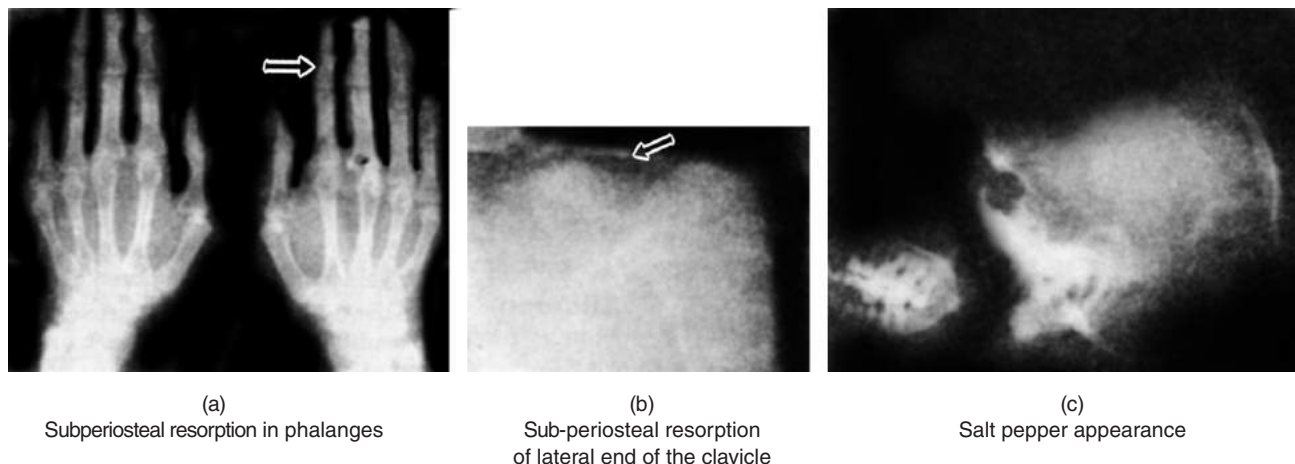 (a)
Subperiosteal resorption in phalanges
(b)
Sub-periosteal resorption
of lateral end of the clavicle
(c)
Salt pepper appearance